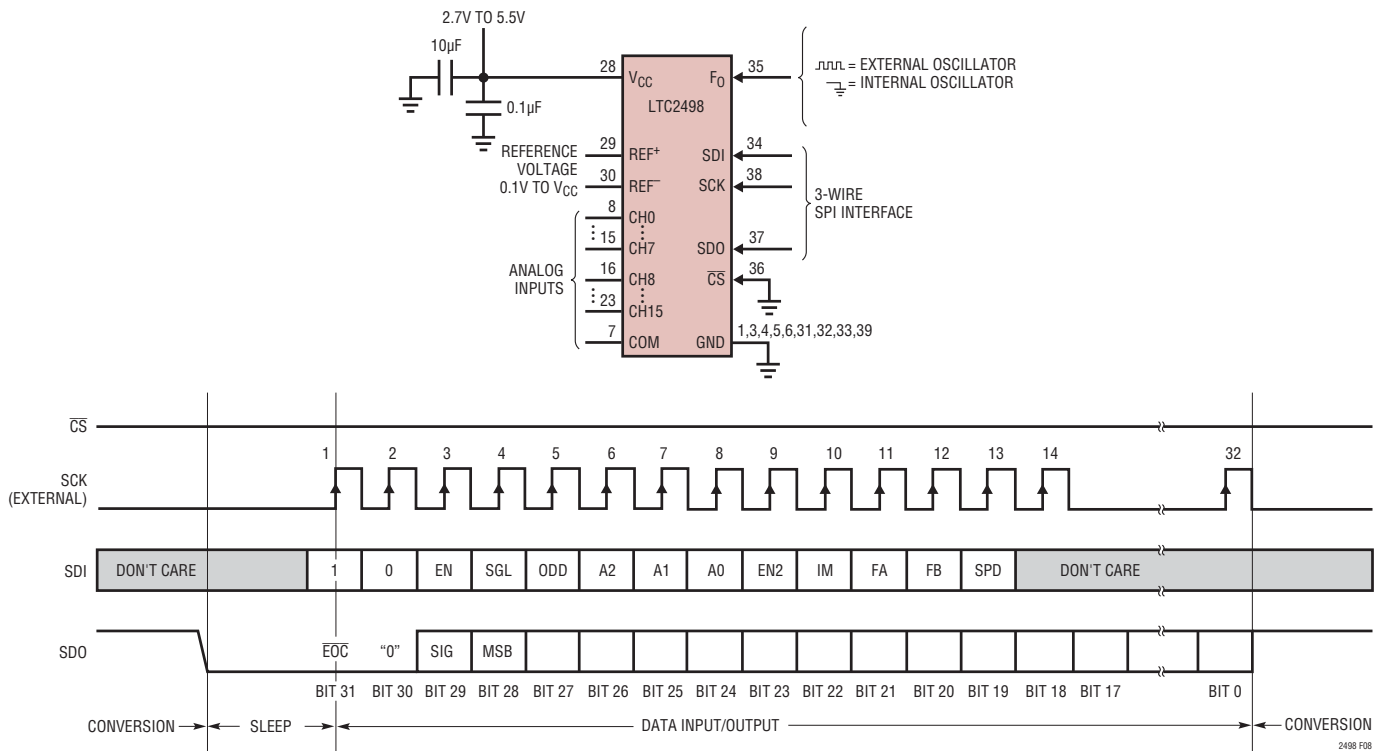 2.7V TO 5.5V
10µF
0.1µF
28
VCC
FO
35
= EXTERNAL OSCILLATOR
= INTERNAL OSCILLATOR
LTC2498
REFERENCE
VOLTAGE
0.1V TO VCC
29
REF+
30
REF–
SDI
34
SCK
38
3-WIRE
SPI INTERFACE
8
CH0
15
CH7
SDO
37
ANALOG
INPUTS
16
CH8
CS
36
23
CH15
7
COM
GND
1,3,4,5,6,31,32,33,39
CS
1 2 3 4 5 6 7 8 9 10 11 12 13 14 32
SCK
(EXTERNAL)
SDI DON'T CARE 1 0 EN SGL ODD A2 A1 A0 EN2 IM FA FB SPD DON'T CARE
SDO EOC “0” SIG MSB
BIT 31 BIT 30 BIT 29 BIT 28 BIT 27 BIT 26 BIT 25 BIT 24 BIT 23 BIT 22 BIT 21 BIT 20 BIT 19 BIT 18 BIT 17 BIT 0
CONVERSION SLEEP DATA INPUT/OUTPUT CONVERSION
2498 F08